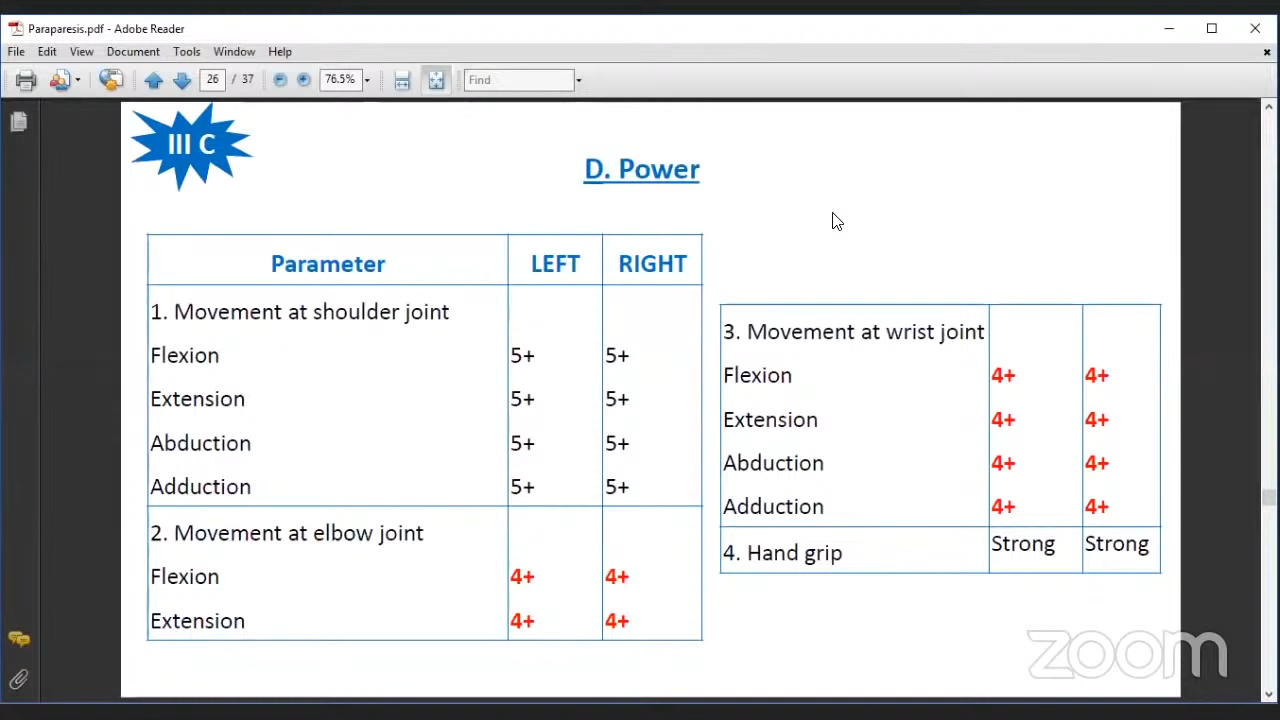 Paraparesis.pdf - Adobe Reader
File Edit View Document Tools Window Help
26 / 37 76.5% Find
III C
D. Power
Parameter LEFT RIGHT
1. Movement at shoulder joint
Flexion 5+ 5+
Extension 5+ 5+
Abduction 5+ 5+
Adduction 5+ 5+
2. Movement at elbow joint
Flexion 4+ 4+
Extension 4+ 4+
3. Movement at wrist joint
Flexion 4+ 4+
Extension 4+ 4+
Abduction 4+ 4+
Adduction 4+ 4+
4. Hand grip Strong Strong
zoom